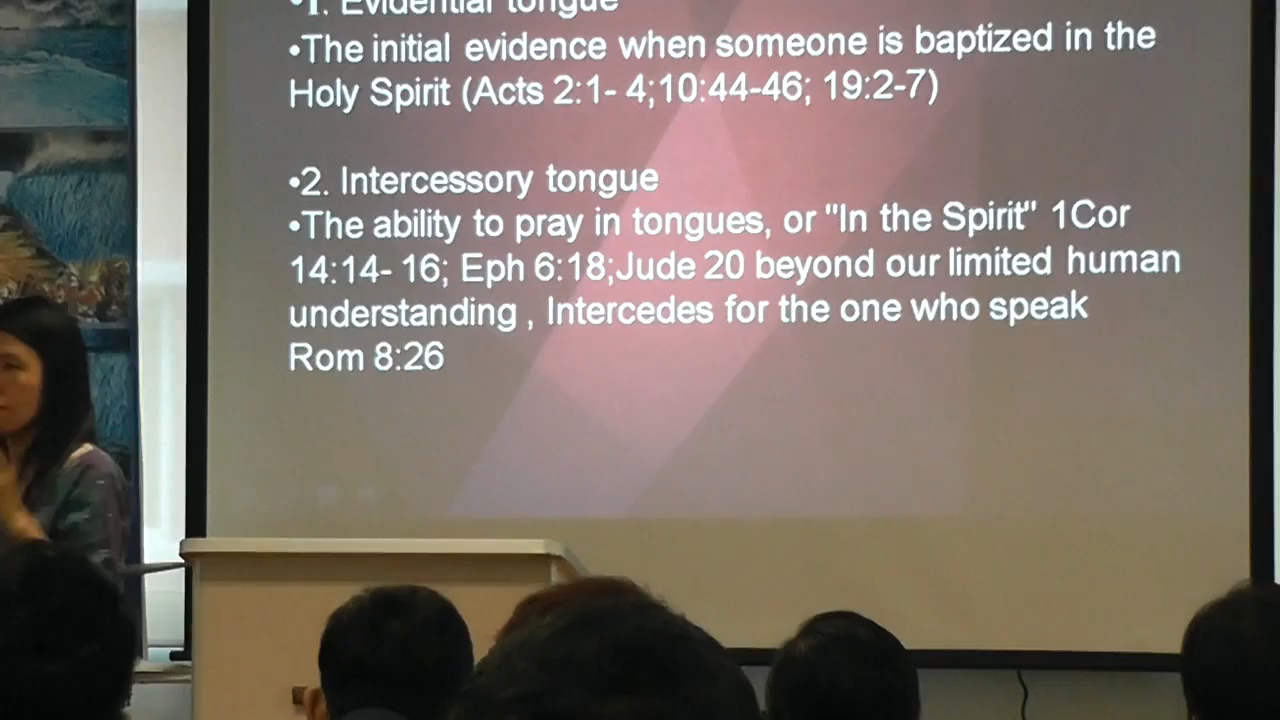 •1. Evidential tongue
•The initial evidence when someone is baptized in the
Holy Spirit (Acts 2:1- 4;10:44-46; 19:2-7)
•2. Intercessory tongue
•The ability to pray in tongues, or "In the Spirit" 1Cor
14:14- 16; Eph 6:18;Jude 20 beyond our limited human
understanding , Intercedes for the one who speak
Rom 8:26